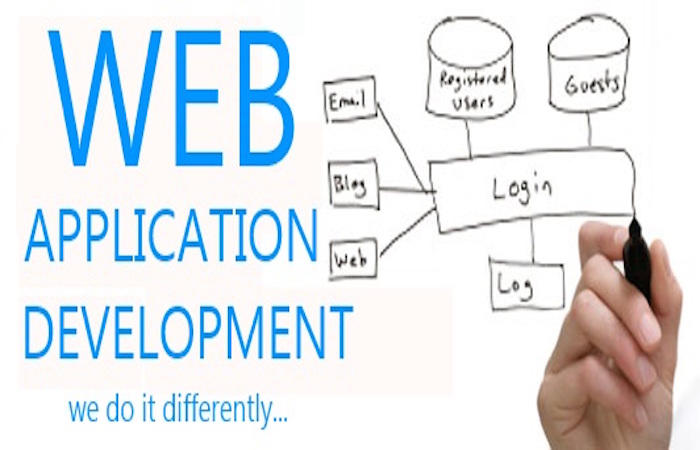 WEB
APPLICATION
DEVELOPMENT
we do it differently...
Registered
users
Guests
Email
Blog
Web
Login
Log